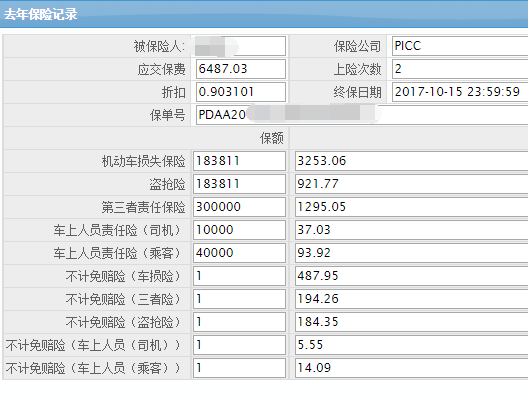 去年保险记录
被保险人: 保险公司 PICC
应交保费 6487.03 上险次数 2
折扣 0.903101 终保日期 2017-10-15 23:59:59
保单号 PDAA20
保额
机动车损失保险 183811 3253.06
盗抢险 183811 921.77
第三者责任保险 300000 1295.05
车上人员责任险（司机） 10000 37.03
车上人员责任险（乘客） 40000 93.92
不计免赔险（车损险） 1 487.95
不计免赔险（三者险） 1 194.26
不计免赔险（盗抢险） 1 184.35
不计免赔险（车上人员（司机）） 1 5.55
不计免赔险（车上人员（乘客）） 1 14.09